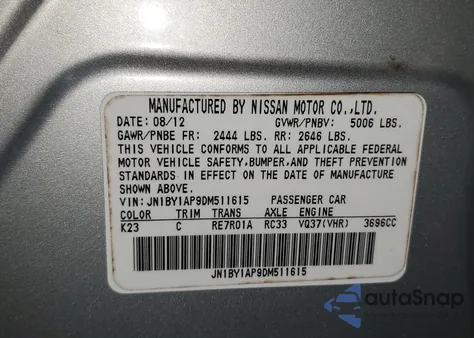 MANUFACTURED BY NISSAN MOTOR CO.,LTD.
DATE: 08/12 GVWR/PNBV: 5006 LBS.
GAWR/PNBE FR: 2444 LBS. RR: 2646 LBS.
THIS VEHICLE CONFORMS TO ALL APPLICABLE FEDERAL
MOTOR VEHICLE SAFETY,BUMPER,AND THEFT PREVENTION
STANDARDS IN EFFECT ON THE DATE OF MANUFACTURE
SHOWN ABOVE.
VIN:JN1BY1AP9DM511615 PASSENGER CAR
COLOR TRIM TRANS AXLE ENGINE
K23 C RE7R01A RC33 VQ37(VHR) 3696CC
JN1BY1AP9DM511615
autoSnap